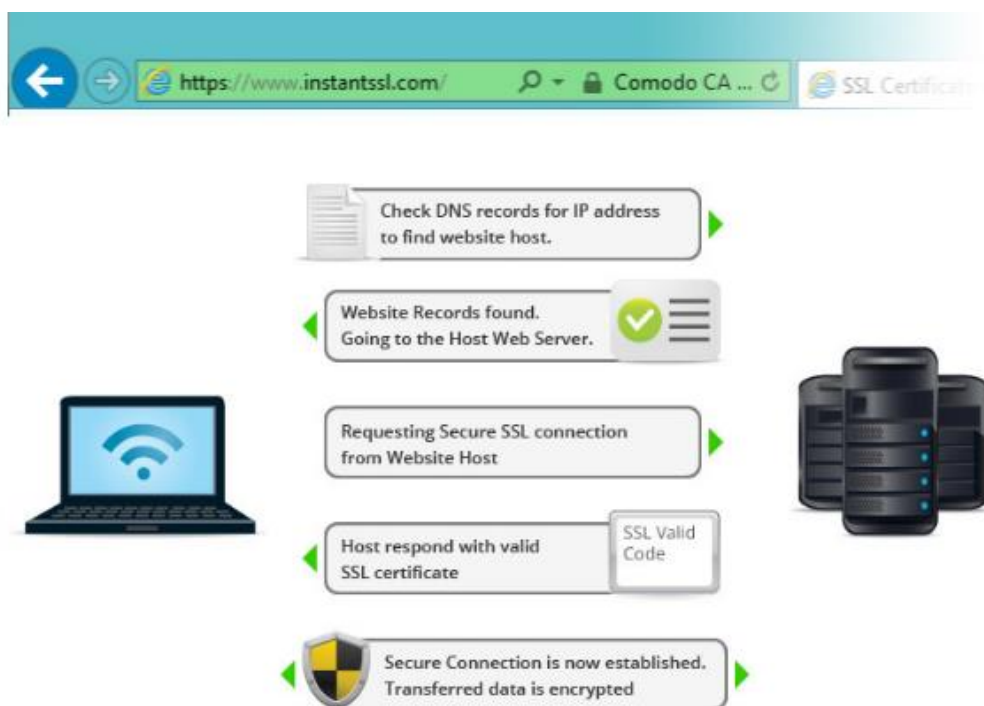 https://www.instantssl.com/ Comodo CA ... SSL Certificate
Check DNS records for IP address
to find website host.
Website Records found.
Going to the Host Web Server.
Requesting Secure SSL connection
from Website Host
Host respond with valid
SSL certificate
SSL Valid
Code
Secure Connection is now established.
Transferred data is encrypted